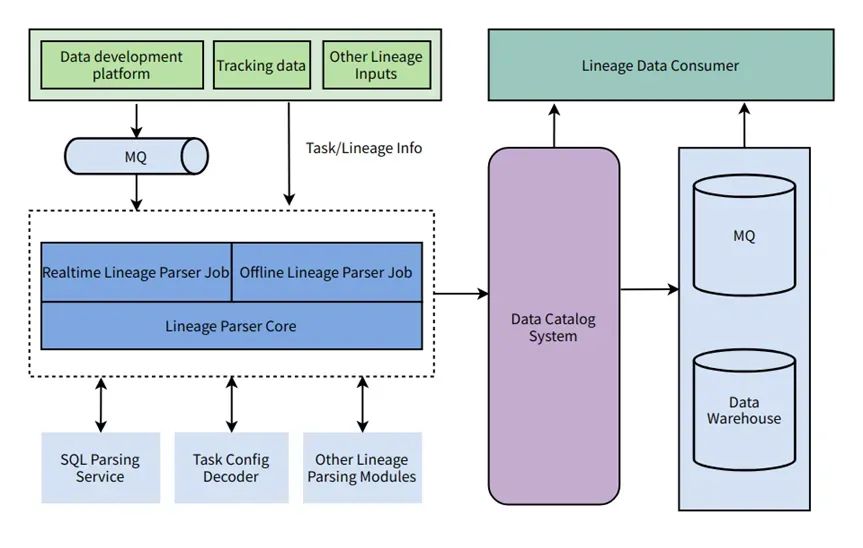 Data development
platform
Tracking data
Other Lineage
Inputs
Lineage Data Consumer
MQ
Task/Lineage Info
Realtime Lineage Parser Job
Offline Lineage Parser Job
Lineage Parser Core
Data Catalog
System
MQ
Data
Warehouse
SQL Parsing
Service
Task Config
Decoder
Other Lineage
Parsing Modules